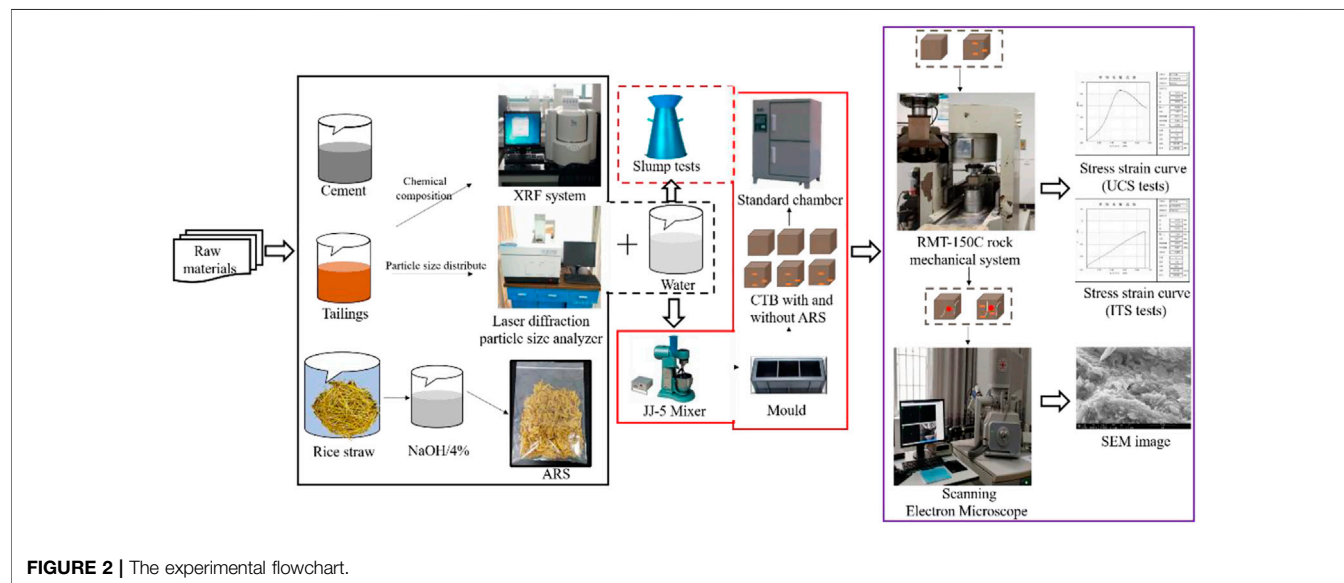 Raw
materials
Cement
Chemical
composition
XRF system
Tailings
Particle size distribute
Laser diffraction
particle size analyzer
Rice straw
NaOH/4%
ARS
Slump tests
+
Water
JJ-5 Mixer
Mould
CTB with and
without ARS
Standard chamber
RMT-150C rock
mechanical system
Stress strain curve
(UCS tests)
Stress strain curve
(ITS tests)
Scanning
Electron Microscope
SEM image
FIGURE 2 | The experimental flowchart.